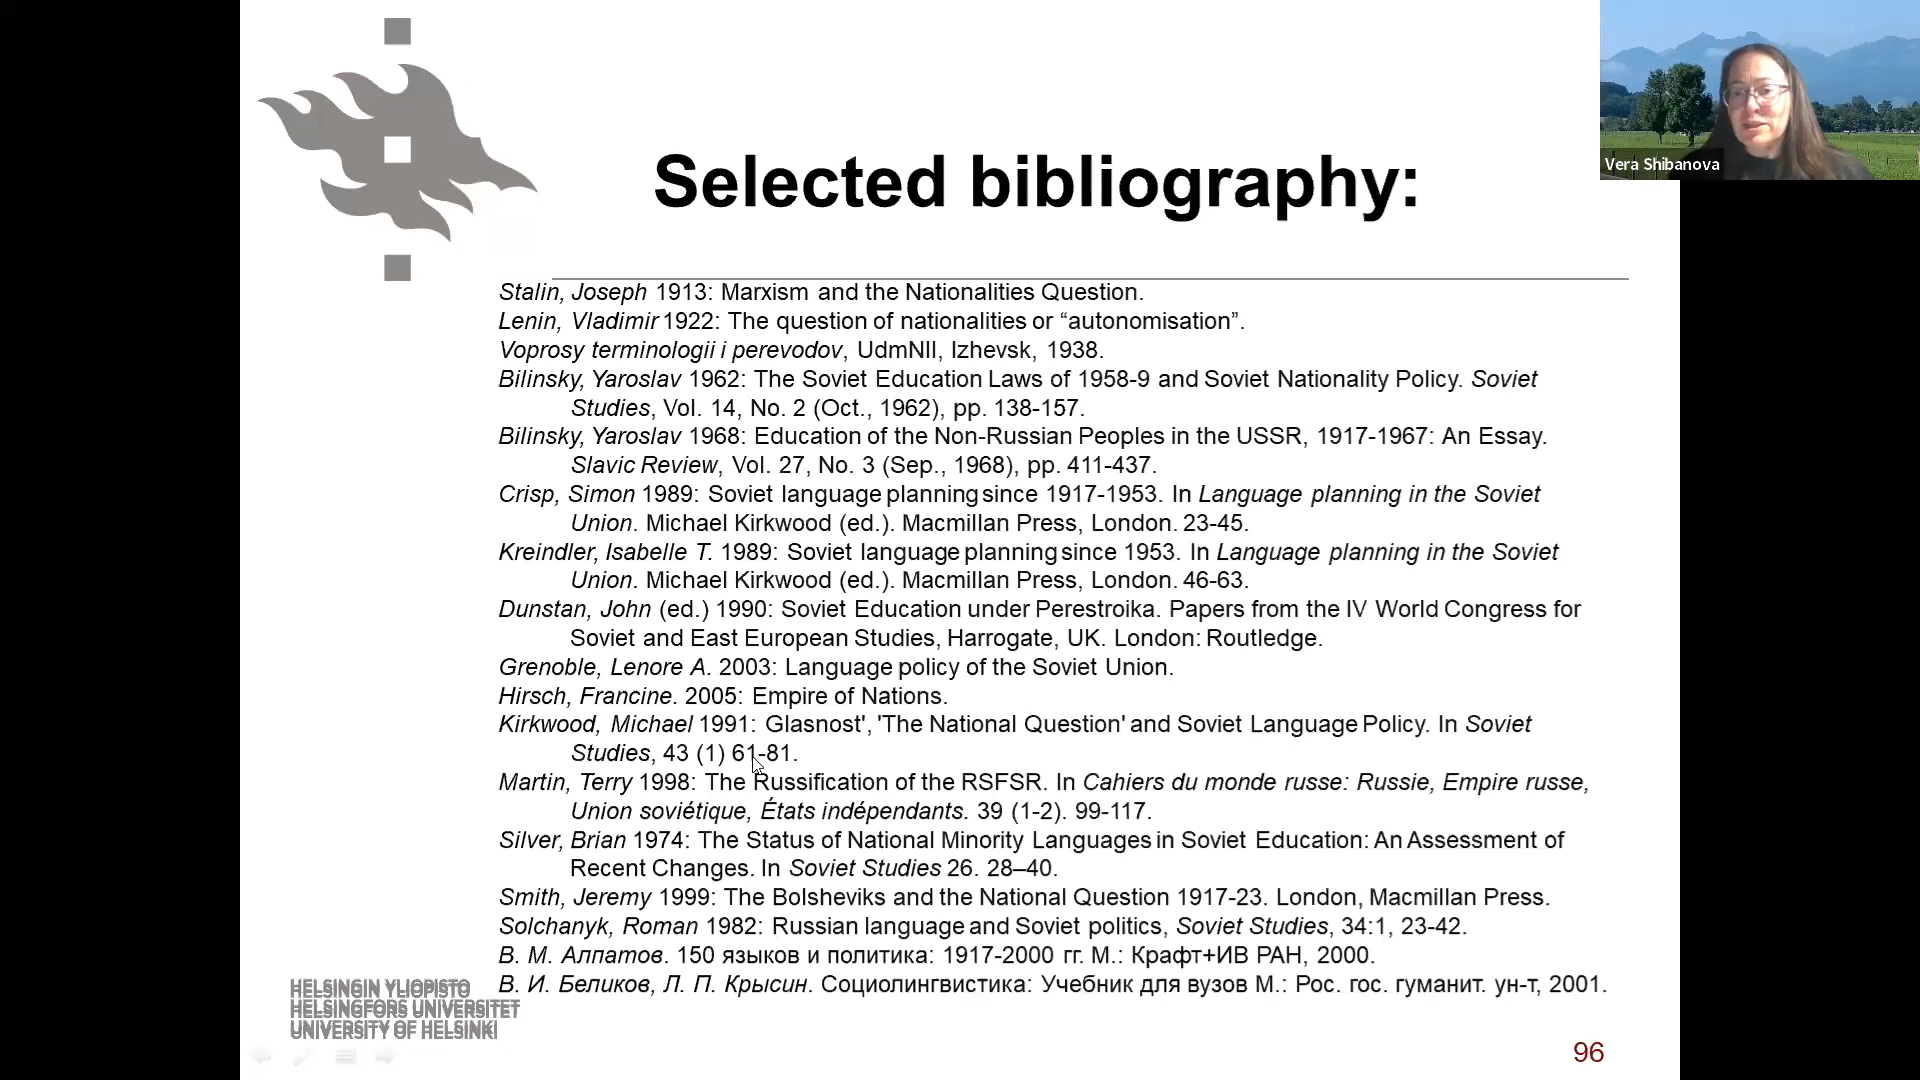 Vera Shibanova
Selected bibliography:
Stalin, Joseph 1913: Marxism and the Nationalities Question.
Lenin, Vladimir 1922: The question of nationalities or “autonomisation”.
Voprosy terminologii i perevodov, UdmNII, Izhevsk, 1938.
Bilinsky, Yaroslav 1962: The Soviet Education Laws of 1958-9 and Soviet Nationality Policy. Soviet
Studies, Vol. 14, No. 2 (Oct., 1962), pp. 138-157.
Bilinsky, Yaroslav 1968: Education of the Non-Russian Peoples in the USSR, 1917-1967: An Essay.
Slavic Review, Vol. 27, No. 3 (Sep., 1968), pp. 411-437.
Crisp, Simon 1989: Soviet language planning since 1917-1953. In Language planning in the Soviet
Union. Michael Kirkwood (ed.). Macmillan Press, London. 23-45.
Kreindler, Isabelle T. 1989: Soviet language planning since 1953. In Language planning in the Soviet
Union. Michael Kirkwood (ed.). Macmillan Press, London. 46-63.
Dunstan, John (ed.) 1990: Soviet Education under Perestroika. Papers from the IV World Congress for
Soviet and East European Studies, Harrogate, UK. London: Routledge.
Grenoble, Lenore A. 2003: Language policy of the Soviet Union.
Hirsch, Francine. 2005: Empire of Nations.
Kirkwood, Michael 1991: Glasnost', 'The National Question' and Soviet Language Policy. In Soviet
Studies, 43 (1) 61-81.
Martin, Terry 1998: The Russification of the RSFSR. In Cahiers du monde russe: Russie, Empire russe,
Union soviétique, États indépendants. 39 (1-2). 99-117.
Silver, Brian 1974: The Status of National Minority Languages in Soviet Education: An Assessment of
Recent Changes. In Soviet Studies 26. 28–40.
Smith, Jeremy 1999: The Bolsheviks and the National Question 1917-23. London, Macmillan Press.
Solchanyk, Roman 1982: Russian language and Soviet politics, Soviet Studies, 34:1, 23-42.
В. М. Алпатов. 150 языков и политика: 1917-2000 гг. М.: Крафт+ИВ РАН, 2000.
В. И. Беликов, Л. П. Крысин. Социолингвистика: Учебник для вузов М.: Рос. гос. гуманит. ун-т, 2001.
HELSINGIN YLIOPISTO
HELSINGFORS UNIVERSITET
UNIVERSITY OF HELSINKI
96